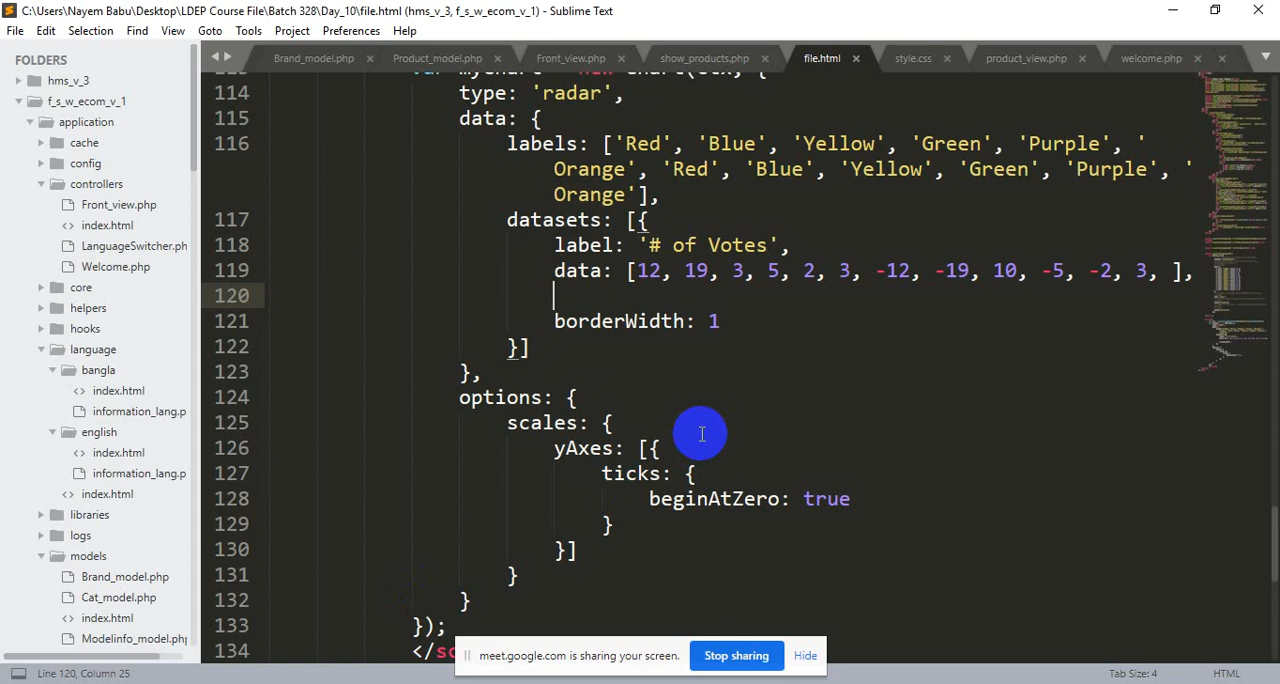 C:\Users\Nayem Babu\Desktop\LDEP Course File\Batch 328\Day_10\file.html (hms_v_3, f_s_w_ecom_v_1) - Sublime Text
File Edit Selection Find View Goto Tools Project Preferences Help
FOLDERS
hms_v_3
f_s_w_ecom_v_1
application
cache
config
controllers
Front_view.php
index.html
LanguageSwitcher.ph
Welcome.php
core
helpers
hooks
language
bangla
index.html
information_lang.p
english
index.html
information_lang.p
index.html
libraries
logs
models
Brand_model.php
Cat_model.php
index.html
Modelinfo_model.php
Brand_model.php × Product_model.php × Front_view.php × show_products.php × file.html × style.css × product_view.php × welcome.php × ×
114 type: 'radar',
115 data: {
116 labels: ['Red', 'Blue', 'Yellow', 'Green', 'Purple', '
Orange', 'Red', 'Blue', 'Yellow', 'Green', 'Purple', '
Orange'],
117 datasets: [{
118 label: '# of Votes',
119 data: [12, 19, 3, 5, 2, 3, -12, -19, 10, -5, -2, 3, ],
120
121 borderWidth: 1
122 }]
123 },
124 options: {
125 scales: {
126 yAxes: [{
127 ticks: {
128 beginAtZero: true
129 }
130 }]
131 }
132 }
133 });
134 </s
meet.google.com is sharing your screen. Stop sharing Hide
Line 120, Column 25 Tab Size: 4 HTML